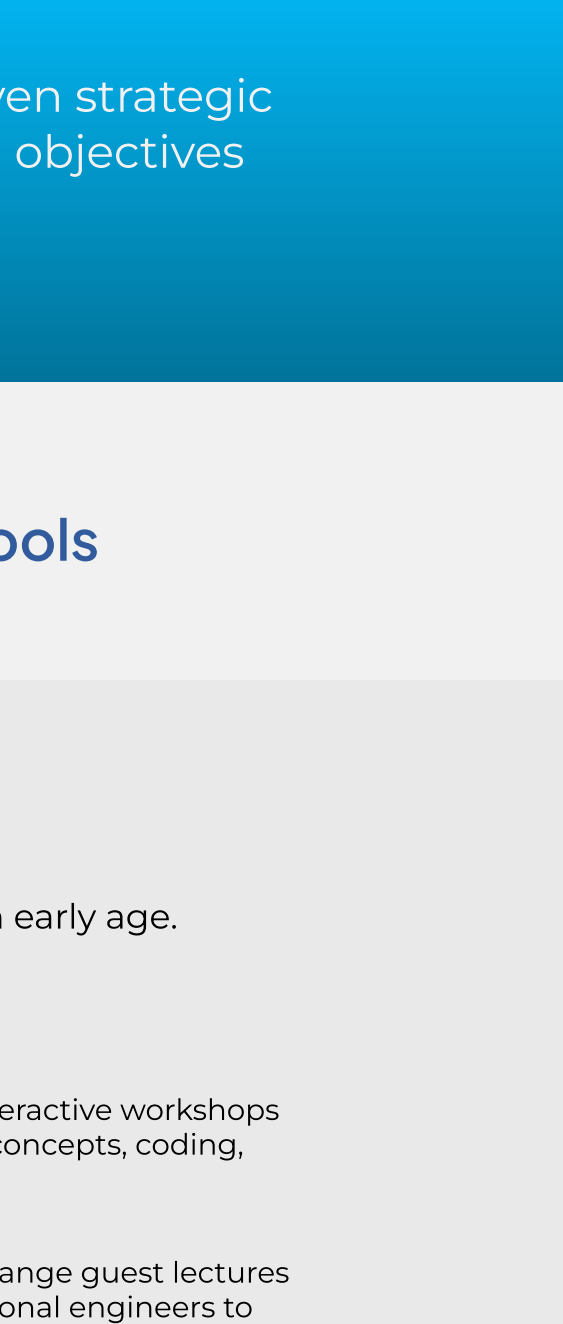 ven strategic
objectives
ools
early age.
eractive workshops
concepts, coding,
ange guest lectures
onal engineers to